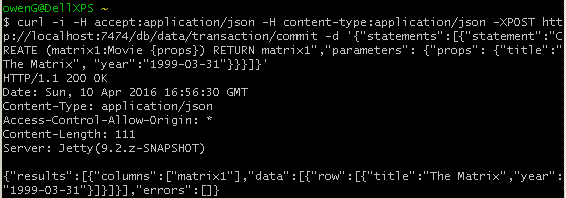 owenG@DellXPS ~
$ curl -i -H accept:application/json -H content-type:application/json -XPOST htt
p://localhost:7474/db/data/transaction/commit -d '{"statements":[{"statement":"C
REATE (matrix1:Movie {props}) RETURN matrix1","parameters": {"props": {"title":"
The Matrix", "year":"1999-03-31"}}}]}'
HTTP/1.1 200 OK
Date: Sun, 10 Apr 2016 16:56:30 GMT
Content-Type: application/json
Access-Control-Allow-Origin: *
Content-Length: 111
Server: Jetty(9.2.z-SNAPSHOT)
{"results":[{"columns":["matrix1"],"data":[{"row":[{"title":"The Matrix","year":
"1999-03-31"}]}]}],"errors":[]}